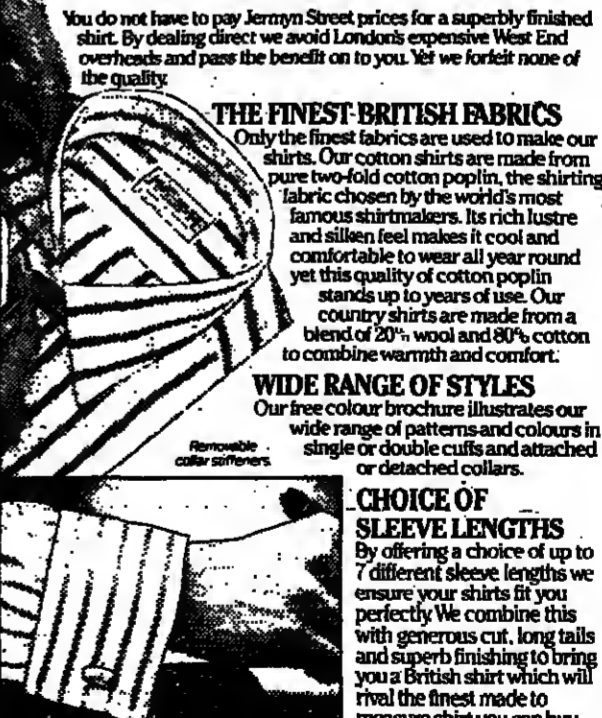 You do not have to pay Jermyn Street prices for a superbly finished
shirt. By dealing direct we avoid London's expensive West End
overheads and pass the benefit on to you. Yet we forfeit none of
the quality.
THE FINEST BRITISH FABRICS
Only the finest fabrics are used to make our
shirts. Our cotton shirts are made from
pure two-fold cotton poplin, the shirting
fabric chosen by the world's most
famous shirtmakers. Its rich lustre
and silken feel makes it cool and
comfortable to wear all year round
yet this quality of cotton poplin
stands up to years of use. Our
country shirts are made from a
blend of 20% wool and 80% cotton
to combine warmth and comfort.
WIDE RANGE OF STYLES
Our free colour brochure illustrates our
wide range of patterns and colours in
single or double cuffs and attached
or detached collars.
Removable
collar stiffeners.
CHOICE OF
SLEEVE LENGTHS
By offering a choice of up to
7 different sleeve lengths we
ensure your shirts fit you
perfectly. We combine this
with generous cut, long tails
and superb finishing to bring
you a British shirt which will
rival the finest made to
measure shirt you can buy